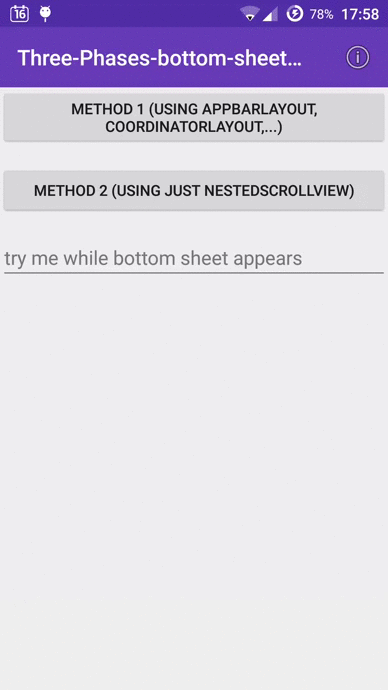 16
78% 17:58
Three-Phases-bottom-sheet…
METHOD 1 (USING APPBARLAYOUT,
COORDINATORLAYOUT,...)
METHOD 2 (USING JUST NESTEDSCROLLVIEW)
try me while bottom sheet appears